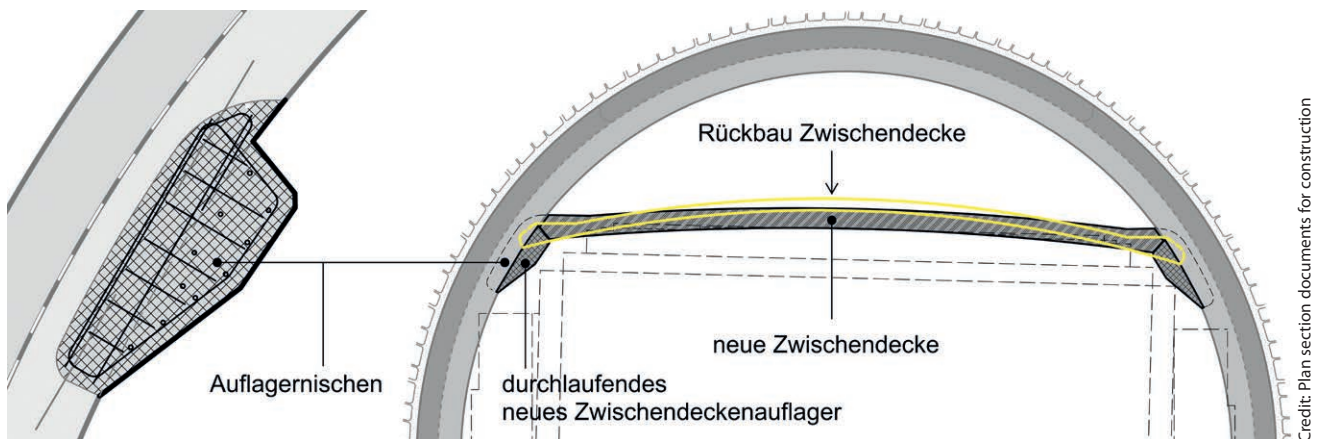 Rückbau Zwischendecke
neue Zwischendecke
Auflagernischen
durchlaufendes
neues Zwischendeckenauflager
Credit: Plan section documents for construction